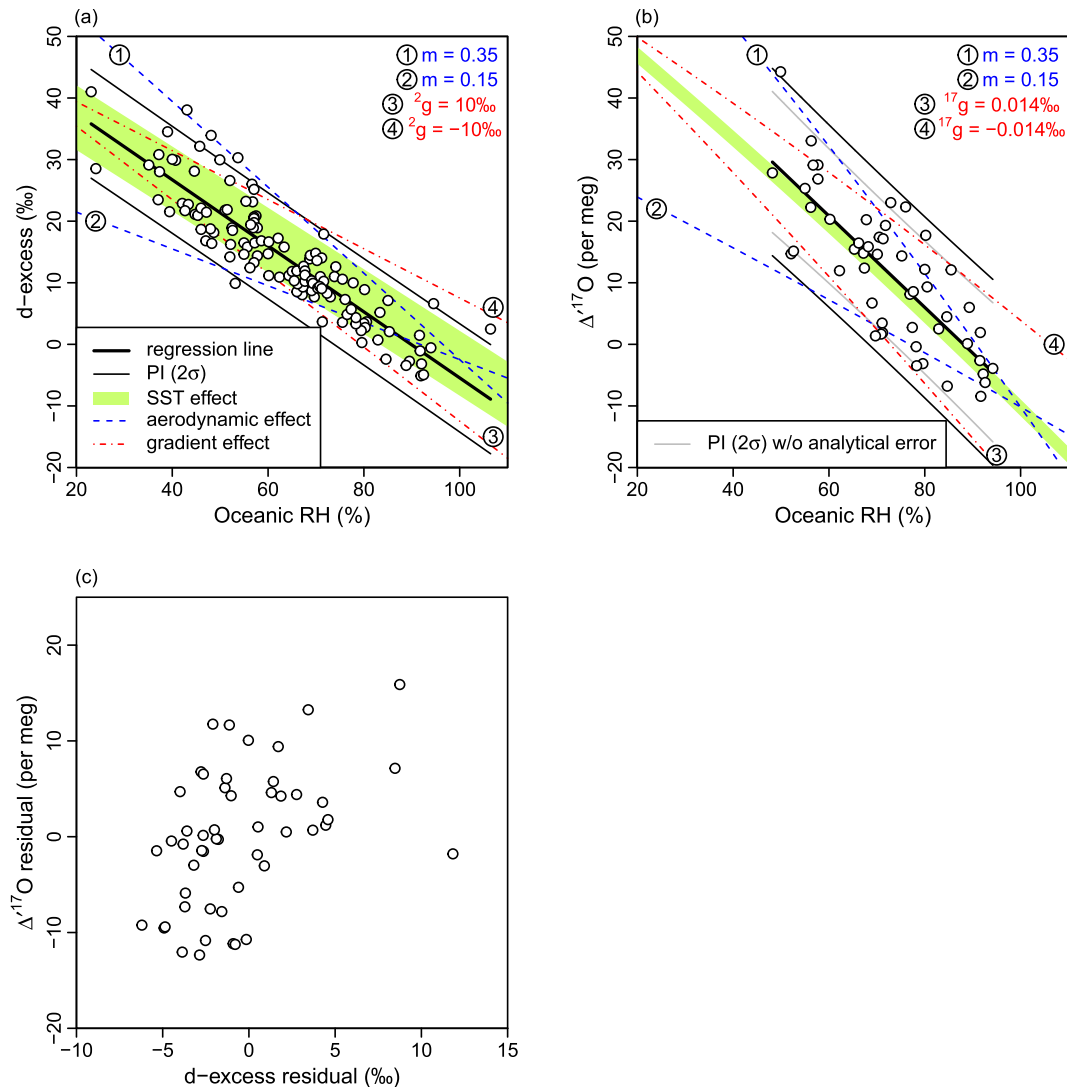 (a)
① m = 0.35
② m = 0.15
③ ²g = 10‰
④ ²g = −10‰
①
②
④
③
50
40
30
20
10
0
−10
−20
d−excess (‰)
regression line
PI (2σ)
SST effect
aerodynamic effect
gradient effect
20 40 60 80 100
Oceanic RH (%)
(b)
① m = 0.35
② m = 0.15
③ ¹⁷g = 0.014‰
④ ¹⁷g = −0.014‰
①
②
④
③
50
40
30
20
10
0
−10
−20
Δ′¹⁷O (per meg)
PI (2σ) w/o analytical error
20 40 60 80 100
Oceanic RH (%)
(c)
20
10
0
−10
−20
Δ′¹⁷O residual (per meg)
−10 −5 0 5 10 15
d−excess residual (‰)